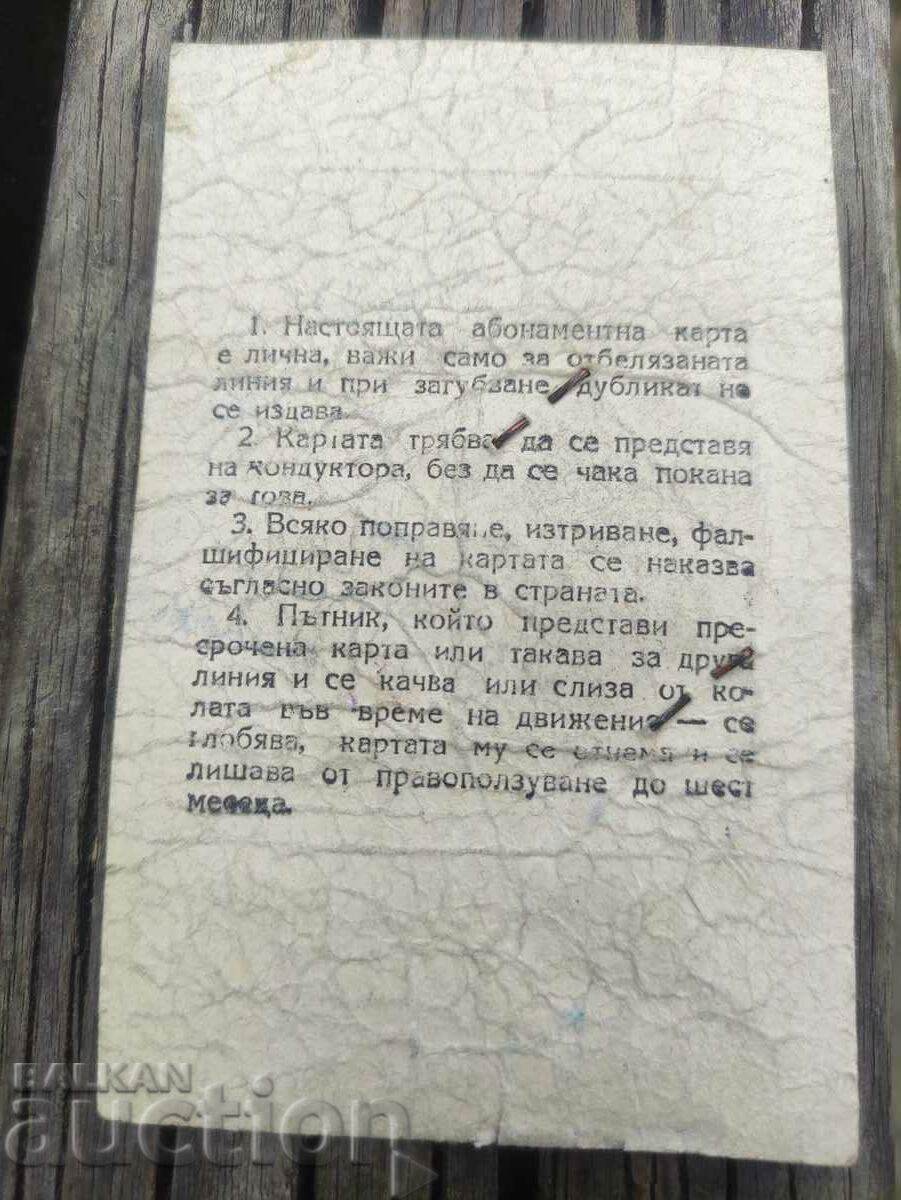 1. Настоящата абонаментна карта
е лична, важи само за отбелязаната
линия и при загубване дубликат не
се издава.
2. Картата трябва да се представя
на кондуктора, без да се чака покана
за това.
3. Всяко поправяне, изтриване, фал-
шифициране на картата се наказва
съгласно законите в страната.
4. Пътник, който представи пре-
срочена карта или такава за друга
линия и се качва или слиза от ко-
лата във време на движение — се
глобява, картата му се отнема и се
лишава от правоползуване до шест
месеца.
BALKAN
auction